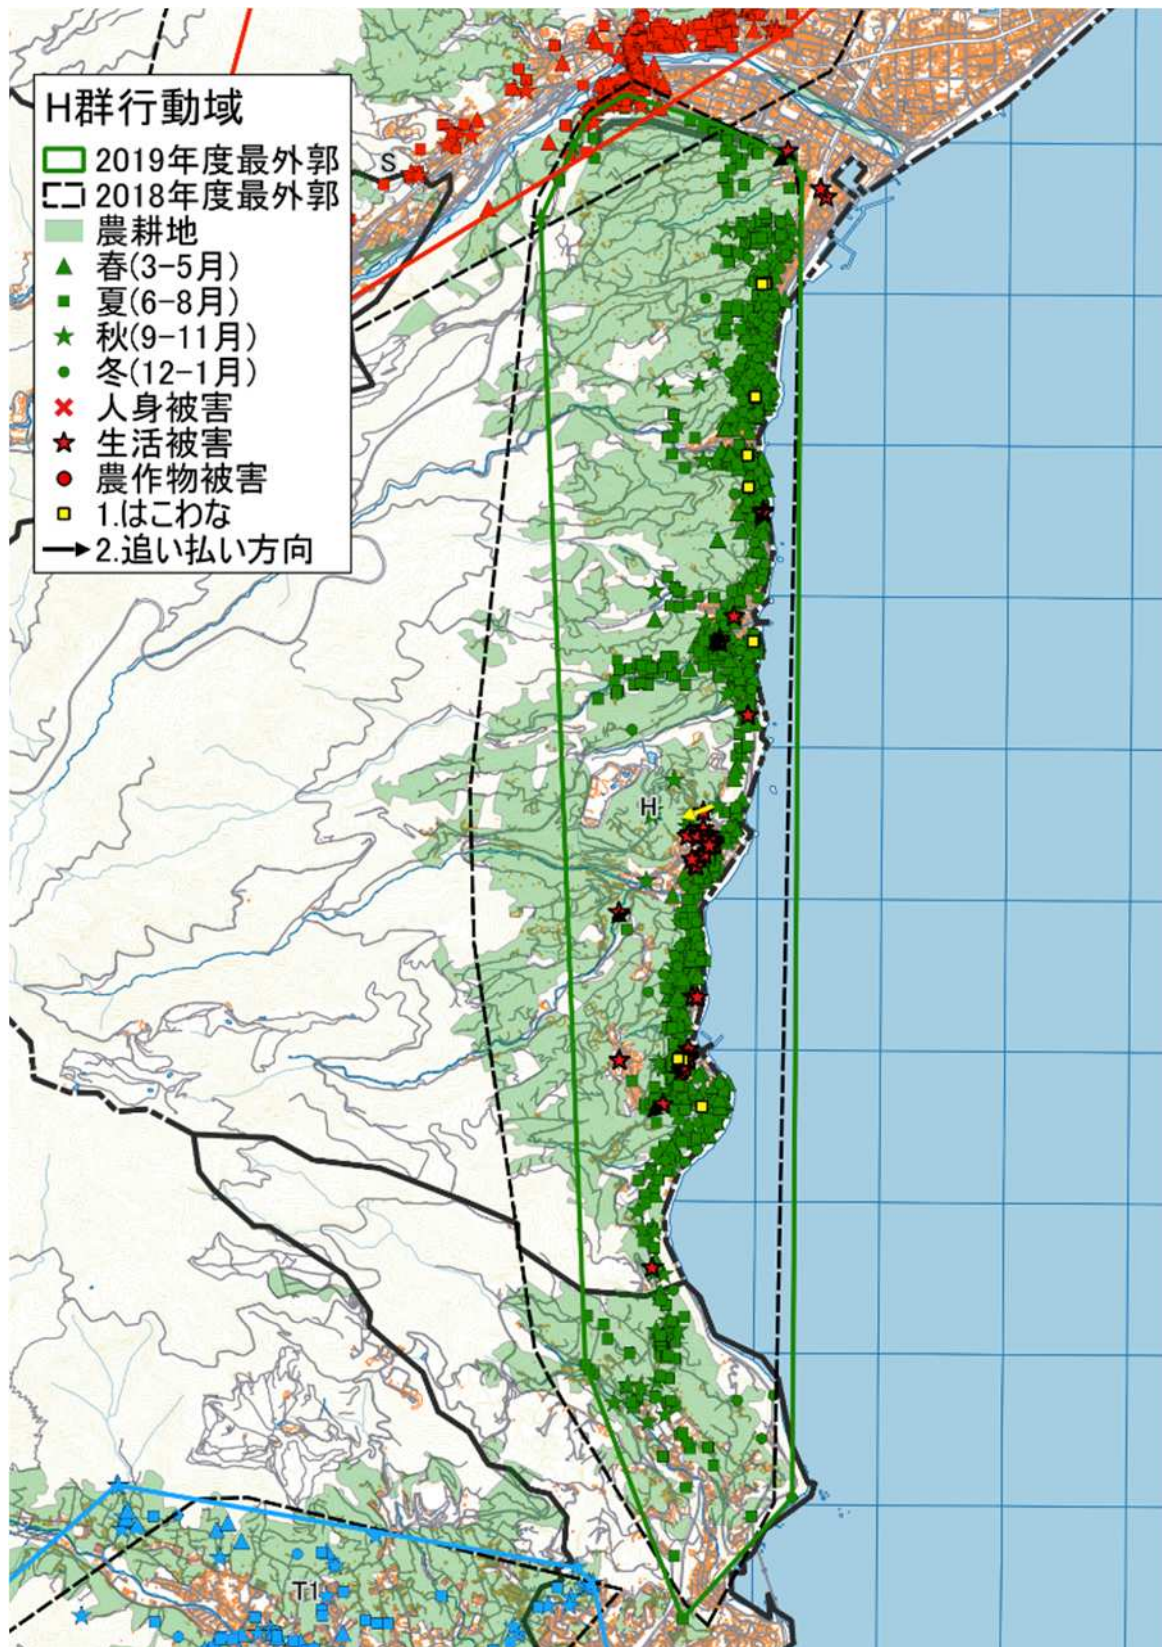 H群行動域
2019年度最外郭
2018年度最外郭
農耕地
春(3-5月)
夏(6-8月)
秋(9-11月)
冬(12-1月)
人身被害
生活被害
農作物被害
1.はこわな
2.追い払い方向
S
H
T1